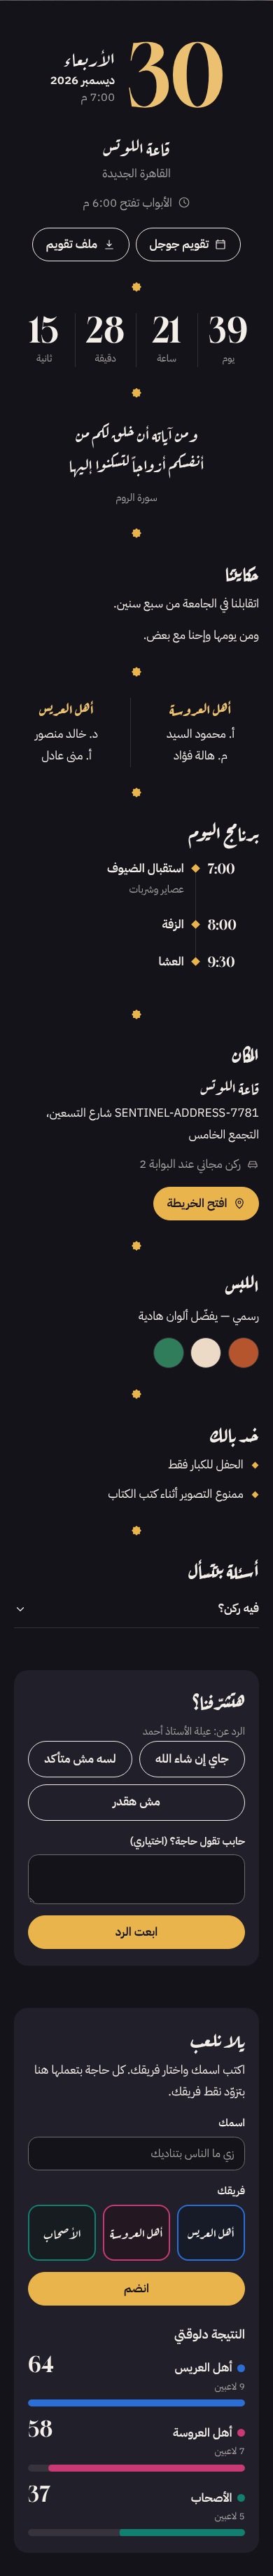 30
الأربعاء
ديسمبر 2026
7:00 م
قاعة اللوتس
القاهرة الجديدة
الأبواب تفتح 6:00 م
تقويم جوجل
ملف تقويم
39 21 28 15
يوم ساعة دقيقة ثانية
ومن آياته أن خلق لكم من
أنفسكم أزواجاً لتسكنوا إليها
سورة الروم
حكايتنا
اتقابلنا في الجامعة من سبع سنين.
ومن يومها وإحنا مع بعض.
أهل العروسة
أ. محمود السيد
م. هالة فؤاد
أهل العريس
د. خالد منصور
أ. منى عادل
برنامج اليوم
7:00 استقبال الضيوف
عصاير وشربات
8:00 الزفة
9:30 العشا
المكان
قاعة اللوتس
SENTINEL-ADDRESS-7781 شارع التسعين،
التجمع الخامس
ركن مجاني عند البوابة 2
افتح الخريطة
اللبس
رسمي — يفضّل ألوان هادية
خد بالك
الحفل للكبار فقط
ممنوع التصوير أثناء كتب الكتاب
أسئلة بتتسأل
فيه ركن؟
هتشرّفنا؟
الرد عن: عيلة الأستاذ أحمد
جاي إن شاء الله
لسه مش متأكد
مش هقدر
حابب تقول حاجة؟ (اختياري)
ابعت الرد
يلا نلعب
اكتب اسمك واختار فريقك. كل حاجة بتعملها هنا
بتزوّد نقط فريقك.
اسمك
زي ما الناس بتناديك
فريقك
أهل العريس
أهل العروسة
الأصحاب
انضم
النتيجة دلوقتي
أهل العريس 64
9 لاعبين
أهل العروسة 58
7 لاعبين
الأصحاب 37
5 لاعبين